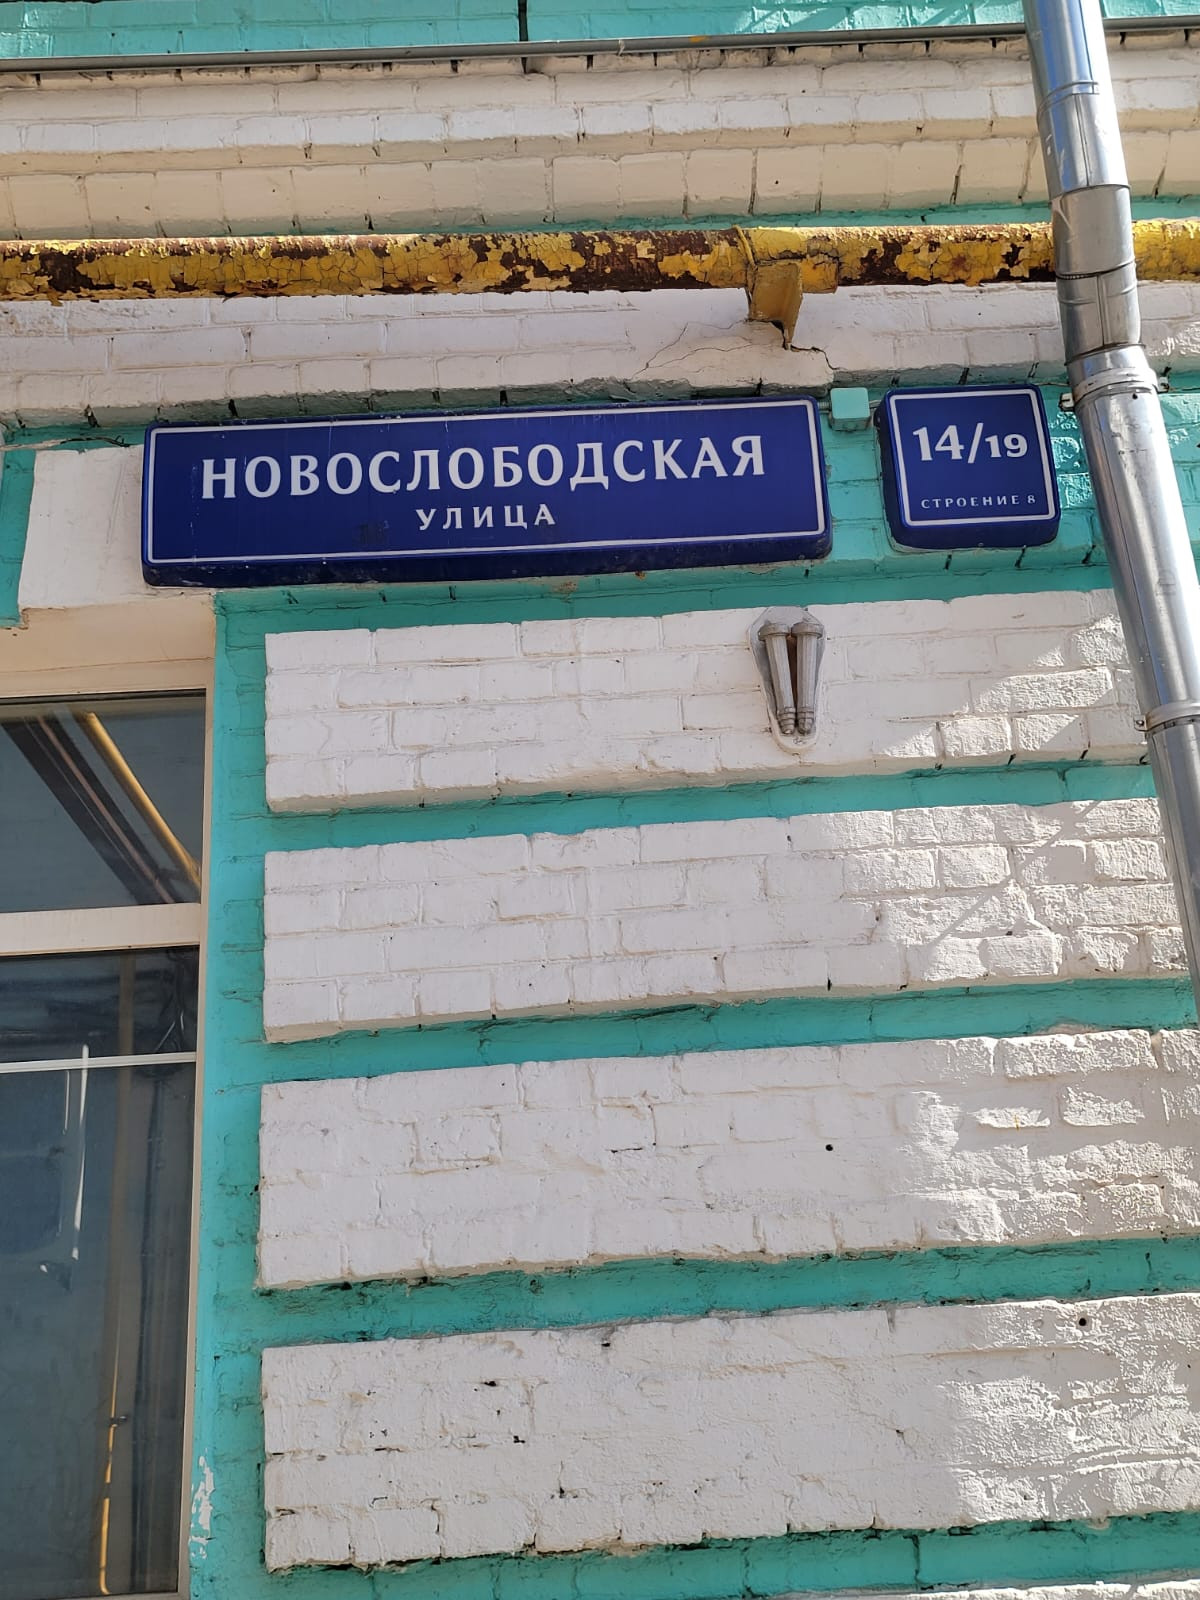 НОВОСЛОБОДСКАЯ
УЛИЦА
14/19
СТРОЕНИЕ 8